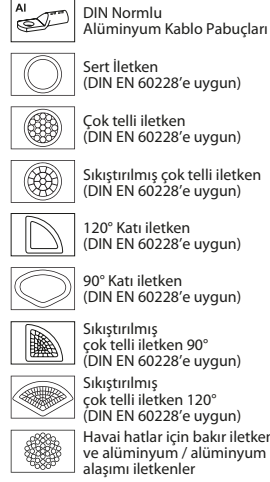 Al
DIN Normlu
Alüminyum Kablo Pabuçları
Sert İletken
(DIN EN 60228'e uygun)
Çok telli iletken
(DIN EN 60228'e uygun)
Sıkıştırılmış çok telli iletken
(DIN EN 60228'e uygun)
120° Katı iletken
(DIN EN 60228'e uygun)
90° Katı iletken
(DIN EN 60228'e uygun)
Sıkıştırılmış
çok telli iletken 90°
(DIN EN 60228'e uygun)
Sıkıştırılmış
çok telli iletken 120°
(DIN EN 60228'e uygun)
Havai hatlar için bakır iletken
ve alüminyum / alüminyum
alaşımı iletkenler